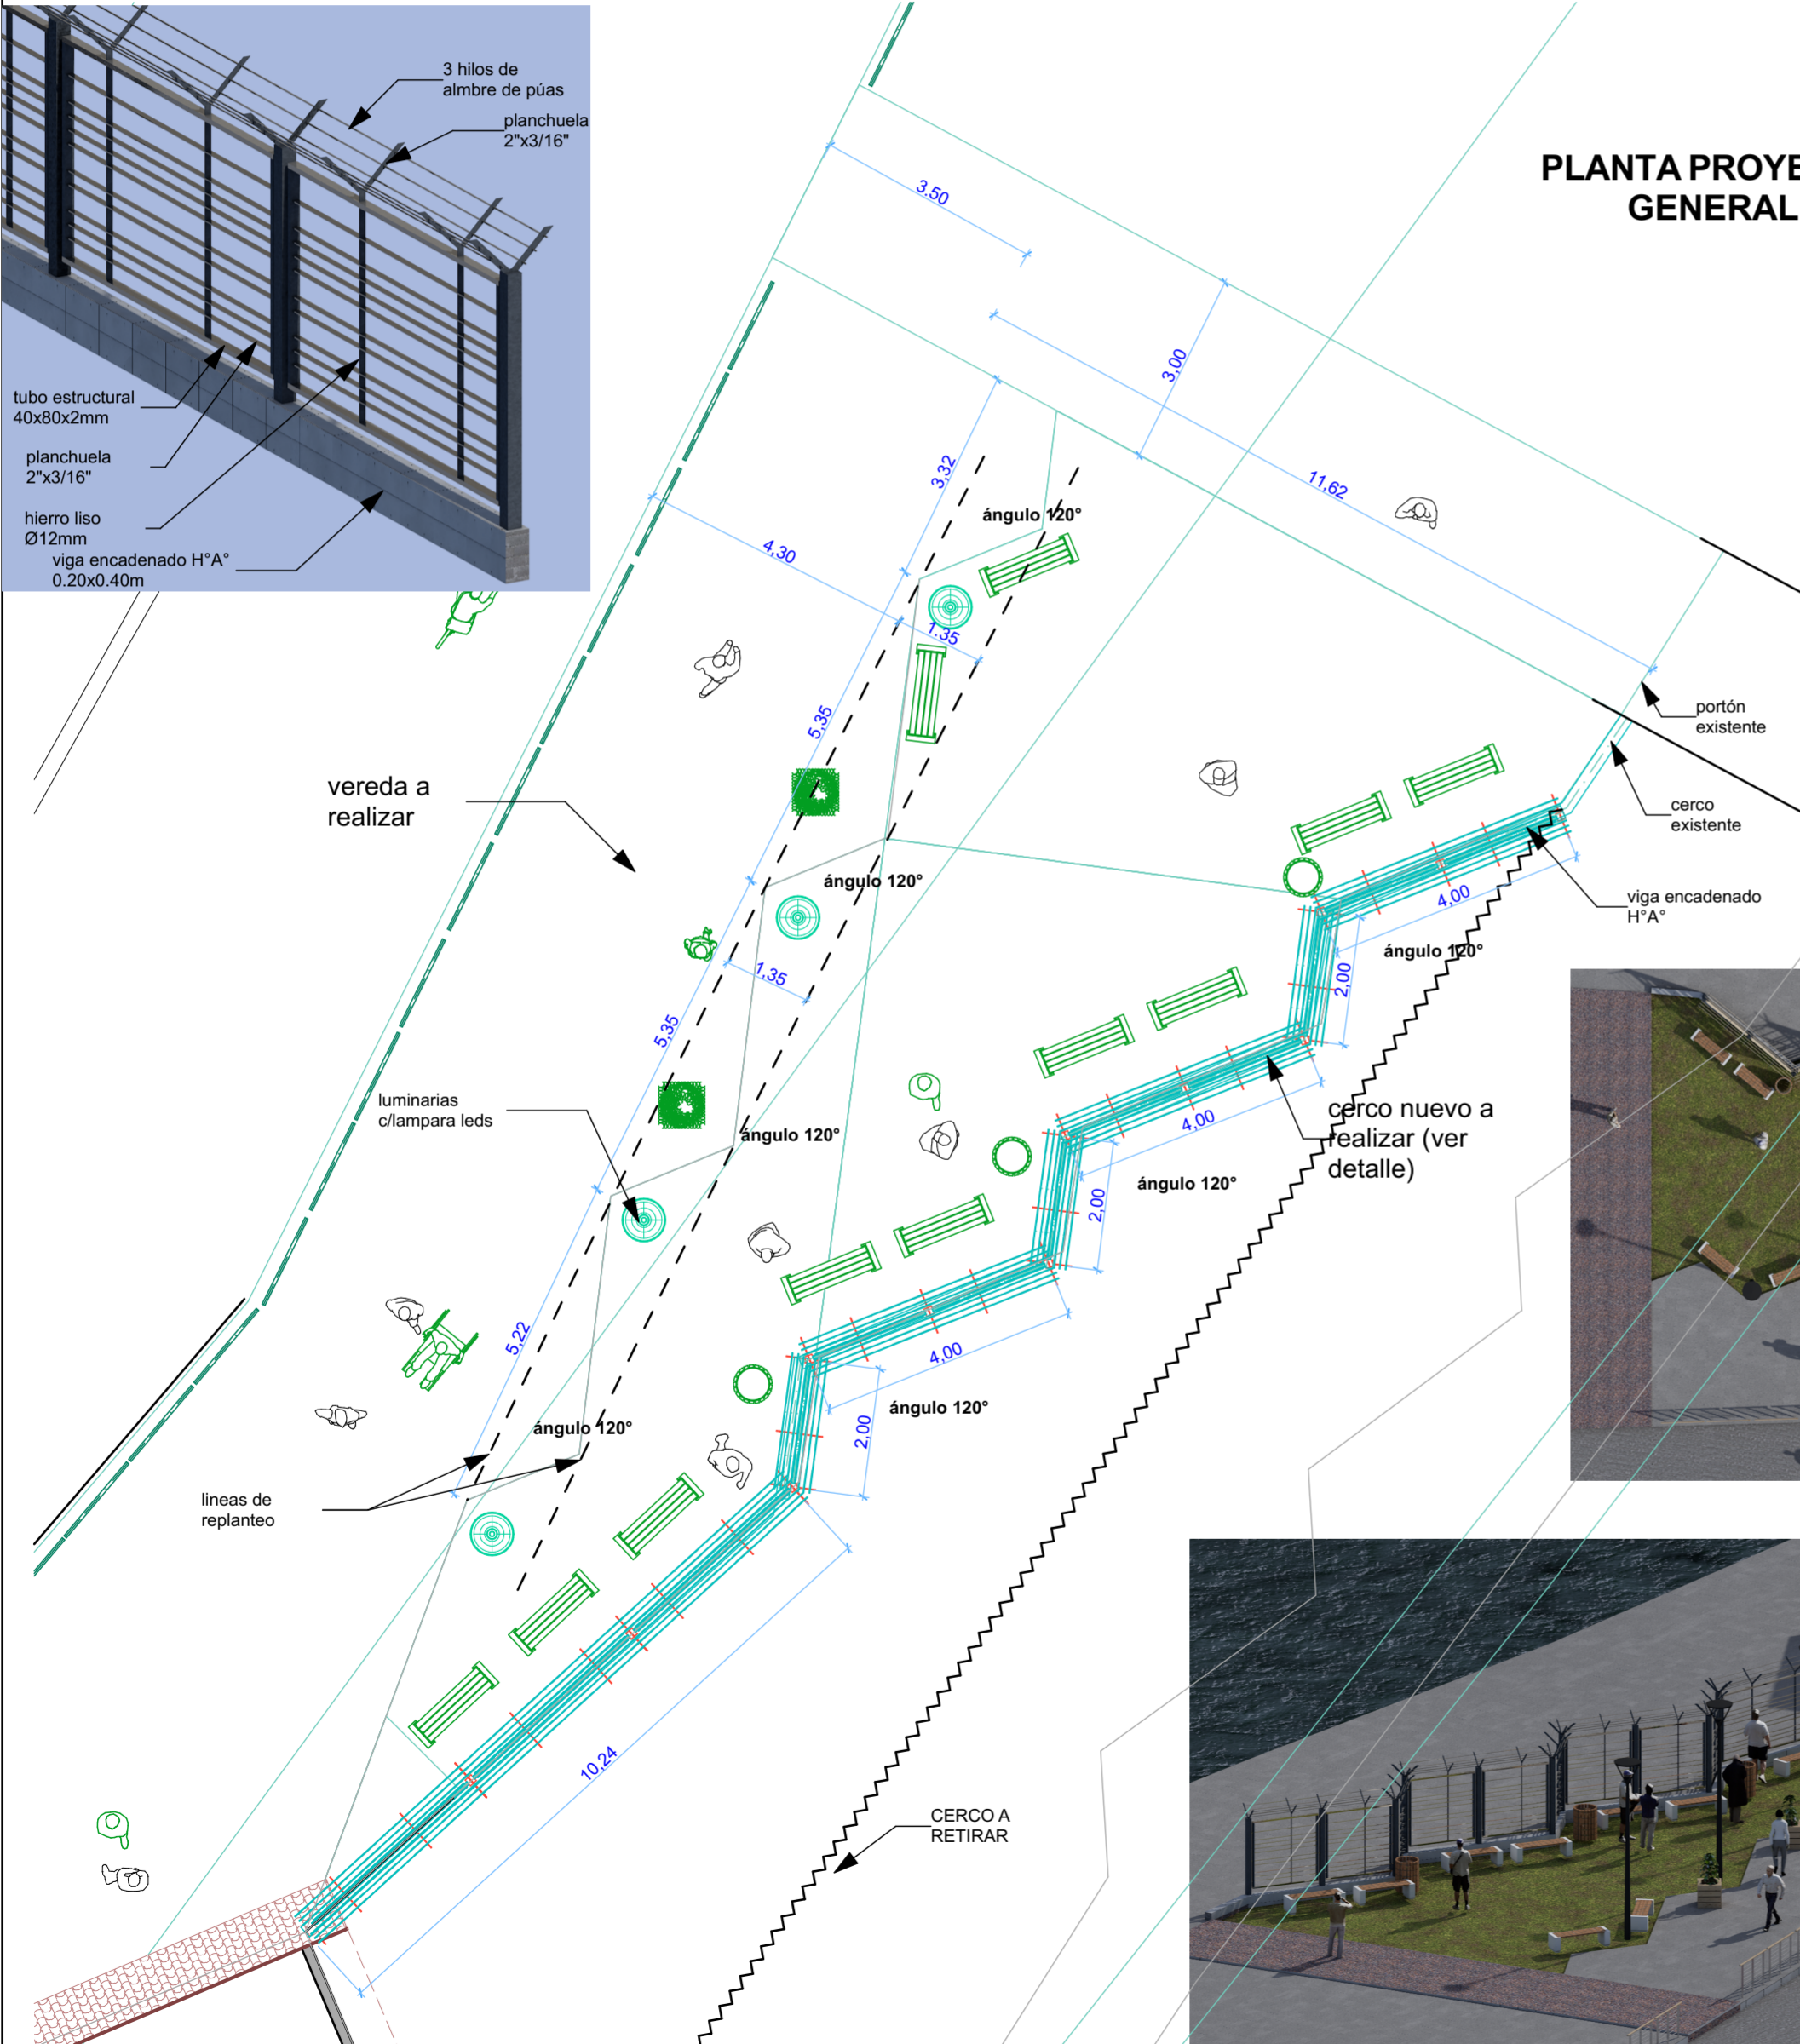 3 hilos de
almbre de púas
planchuela
2"x3/16"
tubo estructural
40x80x2mm
planchuela
2"x3/16"
hierro liso
Ø12mm
viga encadenado H°A°
0.20x0.40m
GENERAL
3.50
3,00
3,32
11,62
ángulo 120°
4,30
1.35
5,35
portón
existente
vereda a
realizar
cerco
existente
ángulo 120°
4,00
viga encadenado
H°A°
ángulo 120°
1,35
2,00
5,35
luminarias
c/lampara leds
4,00
cerco nuevo a
realizar (ver
detalle)
ángulo 120°
ángulo 120°
2,00
5,22
4,00
ángulo 120°
2,00
ángulo 120°
lineas de
replanteo
10,24
CERCO A
RETIRAR
PLANTA